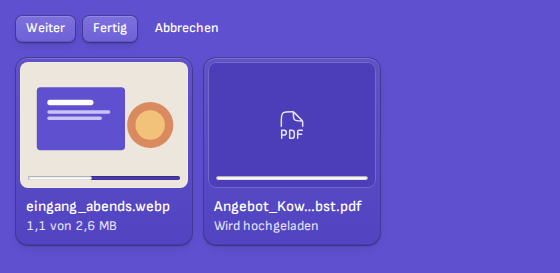 Weiter Fertig Abbrechen
PDF
eingang_abends.webp
1,1 von 2,6 MB
Angebot_Kow...bst.pdf
Wird hochgeladen